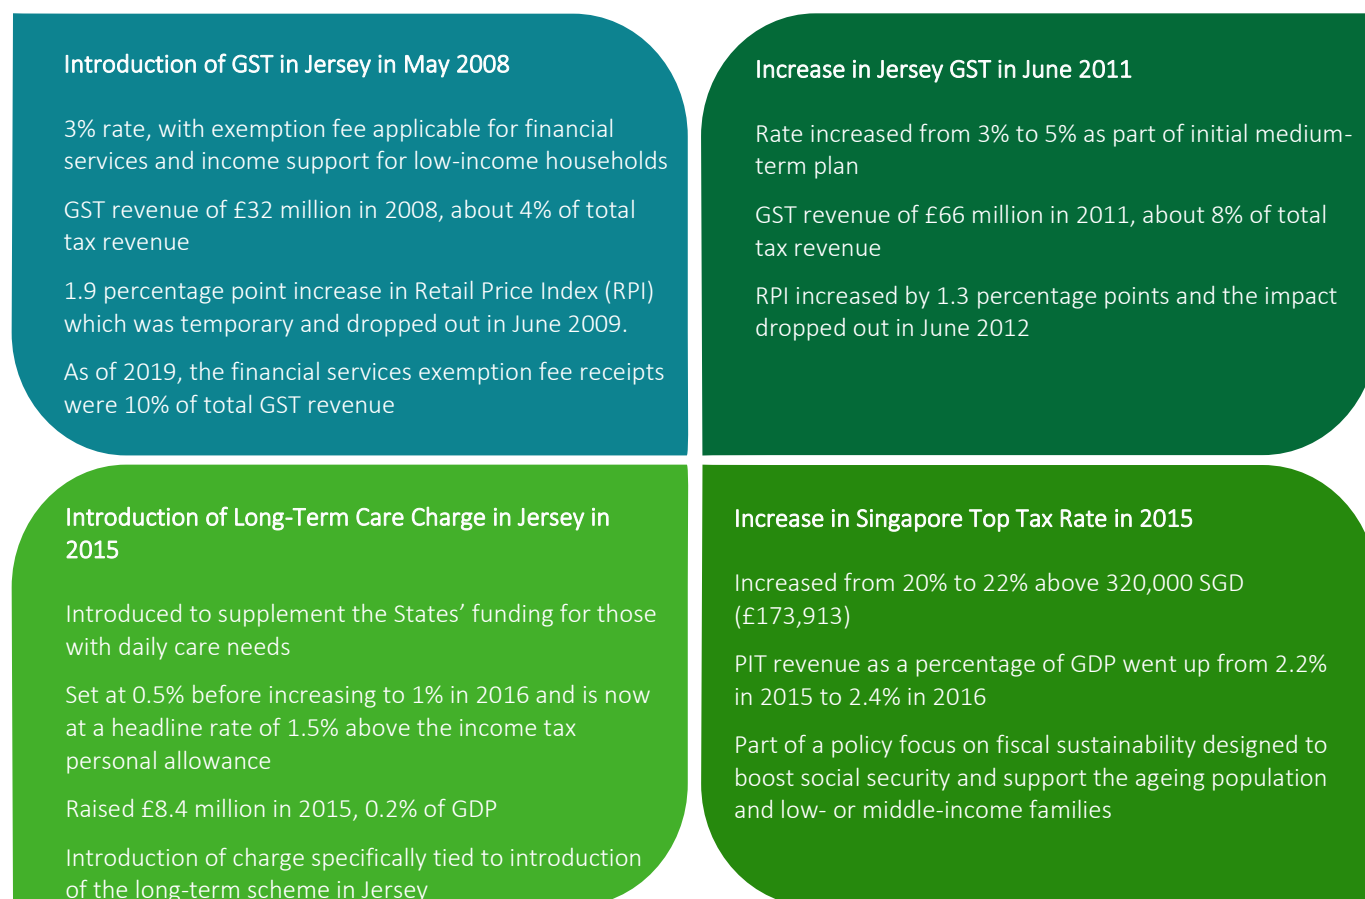 Introduction of GST in Jersey in May 2008
3% rate, with exemption fee applicable for financial
services and income support for low-income households
GST revenue of £32 million in 2008, about 4% of total
tax revenue
1.9 percentage point increase in Retail Price Index (RPI)
which was temporary and dropped out in June 2009.
As of 2019, the financial services exemption fee receipts
were 10% of total GST revenue
Increase in Jersey GST in June 2011
Rate increased from 3% to 5% as part of initial medium-
term plan
GST revenue of £66 million in 2011, about 8% of total
tax revenue
RPI increased by 1.3 percentage points and the impact
dropped out in June 2012
Introduction of Long-Term Care Charge in Jersey in
2015
Introduced to supplement the States’ funding for those
with daily care needs
Set at 0.5% before increasing to 1% in 2016 and is now
at a headline rate of 1.5% above the income tax
personal allowance
Raised £8.4 million in 2015, 0.2% of GDP
Introduction of charge specifically tied to introduction
of the long-term scheme in Jersey
Increase in Singapore Top Tax Rate in 2015
Increased from 20% to 22% above 320,000 SGD
(£173,913)
PIT revenue as a percentage of GDP went up from 2.2%
in 2015 to 2.4% in 2016
Part of a policy focus on fiscal sustainability designed to
boost social security and support the ageing population
and low- or middle-income families